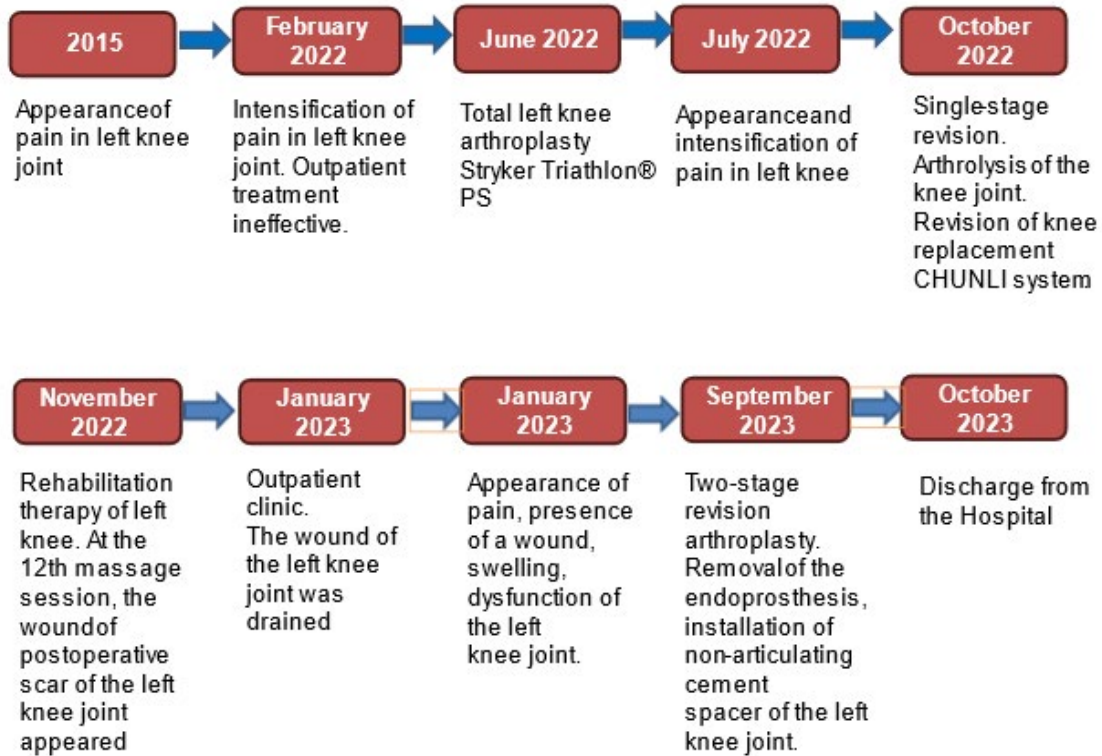 2015
February
2022
June 2022
July 2022
October
2022
Appearanceof
pain in left knee
joint
Intensification of
pain in left knee
joint. Outpatient
treatment
ineffective.
Total left knee
arthroplasty
Stryker Triathlon®
PS
Appearanceand
intensification of
pain in left knee
Single-stage
revision.
Arthrolysis of the
knee joint.
Revision of knee
replacement
CHUNLI system
November
2022
January
2023
January
2023
September
2023
October
2023
Rehabilitation
therapy of left
knee. At the
12th massage
session, the
woundof
postoperative
scar of the left
knee joint
appeared
Outpatient
clinic.
The wound of
the left knee
joint was
drained
Appearance of
pain, presence
of a wound,
swelling,
dysfunction of
the left
knee joint.
Two-stage
revision
arthroplasty.
Removalof the
endoprosthesis,
installation of
non-articulating
cement
spacer of the left
knee joint.
Discharge from
the Hospital